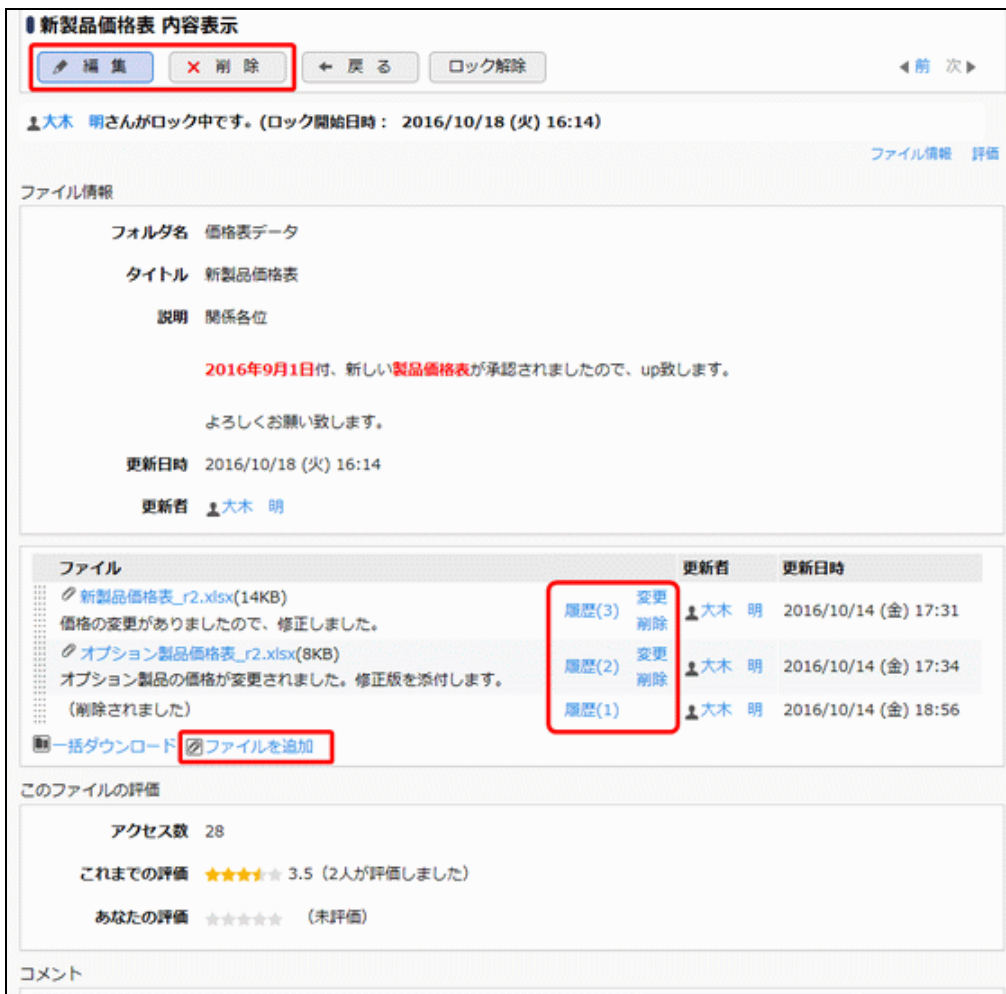 新製品価格表 内容表示
編集 削除 戻る ロック解除 前 次
大木 明さんがロック中です。(ロック開始日時： 2016/10/18 (火) 16:14)
ファイル情報 評価
ファイル情報
フォルダ名 価格表データ
タイトル 新製品価格表
説明 関係各位
2016年9月1日付、新しい製品価格表が承認されましたので、up致します。
よろしくお願い致します。
更新日時 2016/10/18 (火) 16:14
更新者 大木 明
ファイル 更新者 更新日時
新製品価格表_r2.xlsx(14KB) 変更
履歴(3) 大木 明 2016/10/14 (金) 17:31
価格の変更がありましたので、修正しました。 削除
オプション製品価格表_r2.xlsx(8KB) 変更
履歴(2) 大木 明 2016/10/14 (金) 17:34
オプション製品の価格が変更されました。修正版を添付します。 削除
（削除されました） 履歴(1) 大木 明 2016/10/14 (金) 18:56
一括ダウンロード ファイルを追加
このファイルの評価
アクセス数 28
これまでの評価 3.5（2人が評価しました）
あなたの評価 （未評価）
コメント